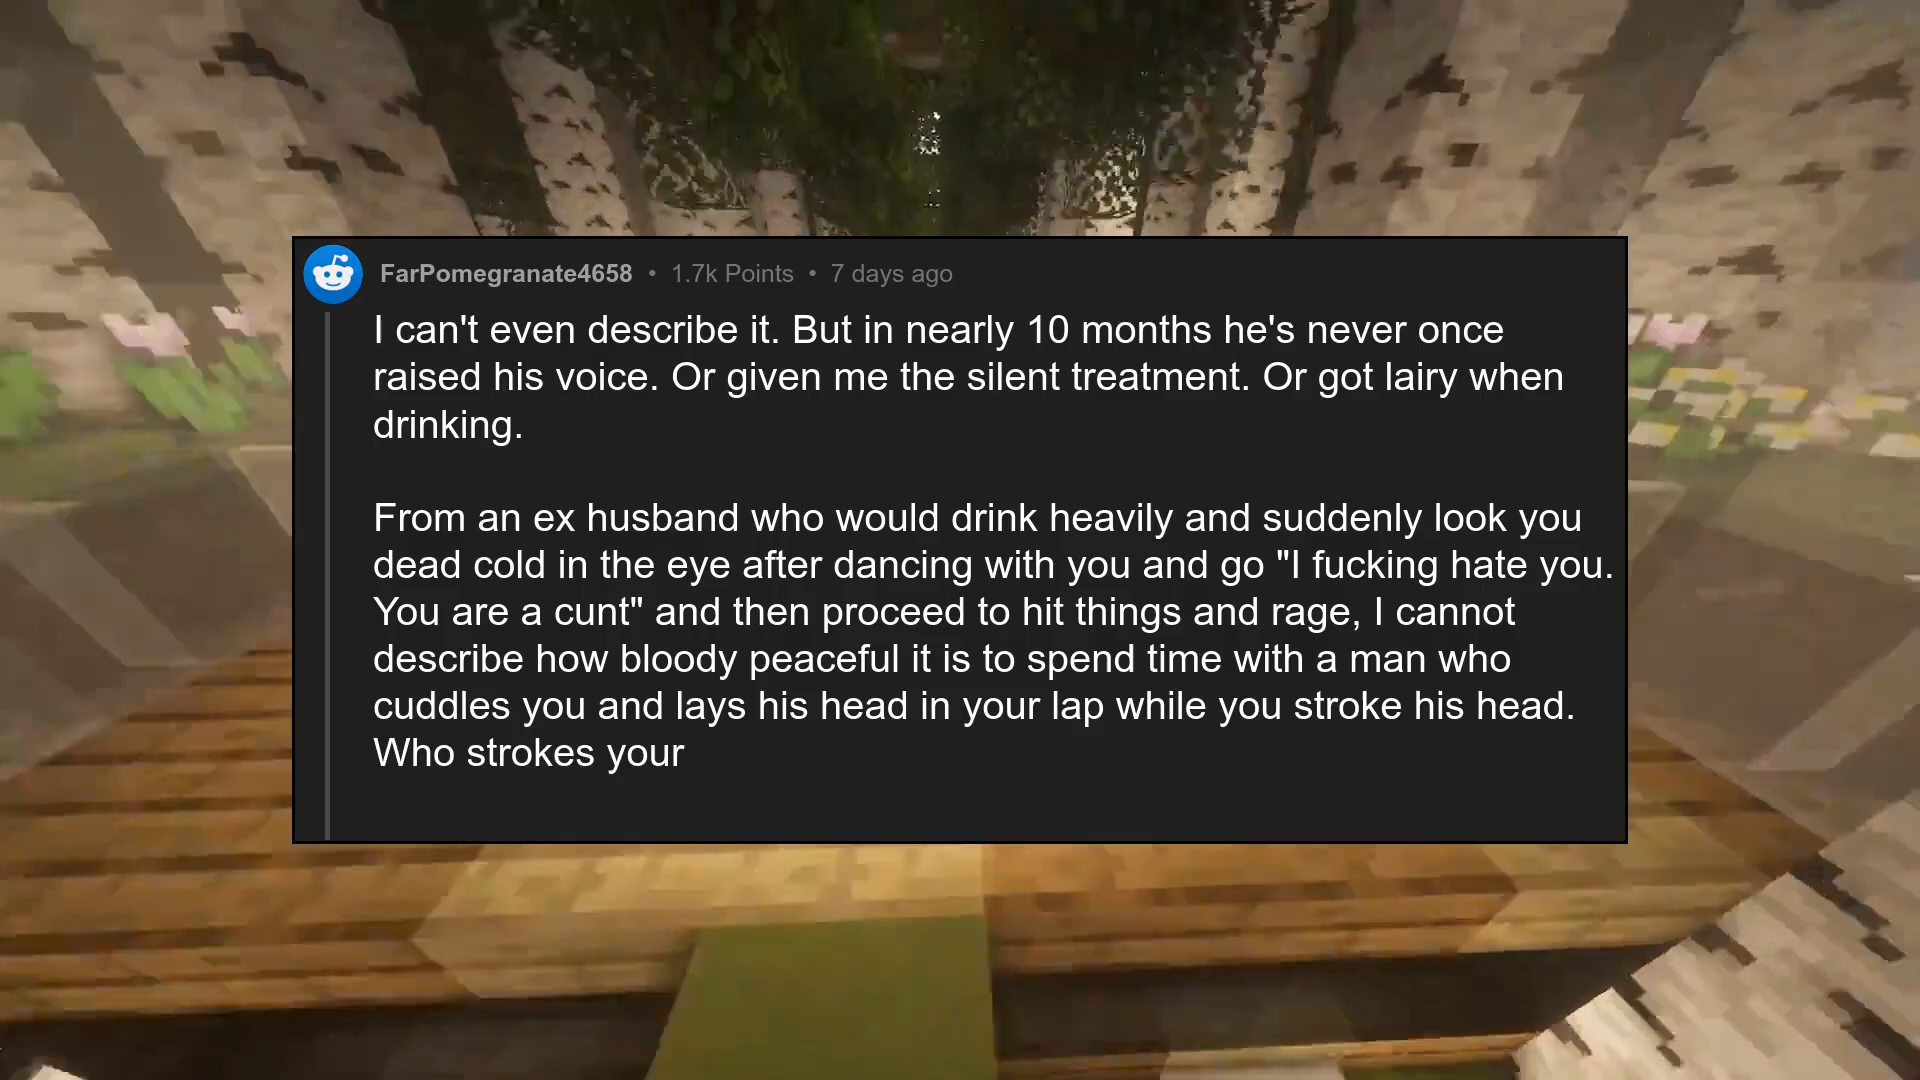 FarPomegranate4658 • 1.7k Points • 7 days ago
I can't even describe it. But in nearly 10 months he's never once
raised his voice. Or given me the silent treatment. Or got lairy when
drinking.
From an ex husband who would drink heavily and suddenly look you
dead cold in the eye after dancing with you and go "I fucking hate you.
You are a cunt" and then proceed to hit things and rage, I cannot
describe how bloody peaceful it is to spend time with a man who
cuddles you and lays his head in your lap while you stroke his head.
Who strokes your